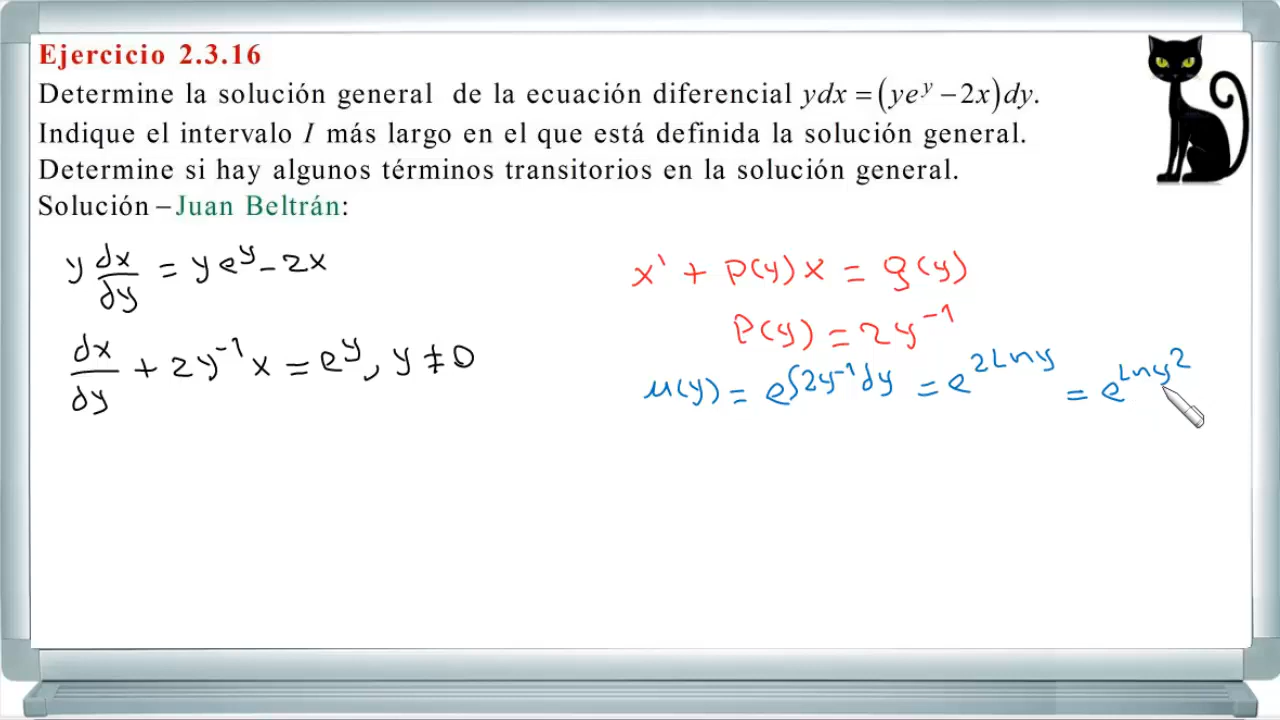 Ejercicio 2.3.16
Determine la solución general de la ecuación diferencial ydx = (ye^y − 2x)dy.
Indique el intervalo I más largo en el que está definida la solución general.
Determine si hay algunos términos transitorios en la solución general.
Solución − Juan Beltrán:
y dx/dy = ye^y − 2x
dx/dy + 2y^−1 x = e^y, y ≠ 0
x' + P(y)x = g(y)
P(y) = 2y^−1
u(y) = e^∫2y^−1 dy = e^2Lny = e^Lny^2